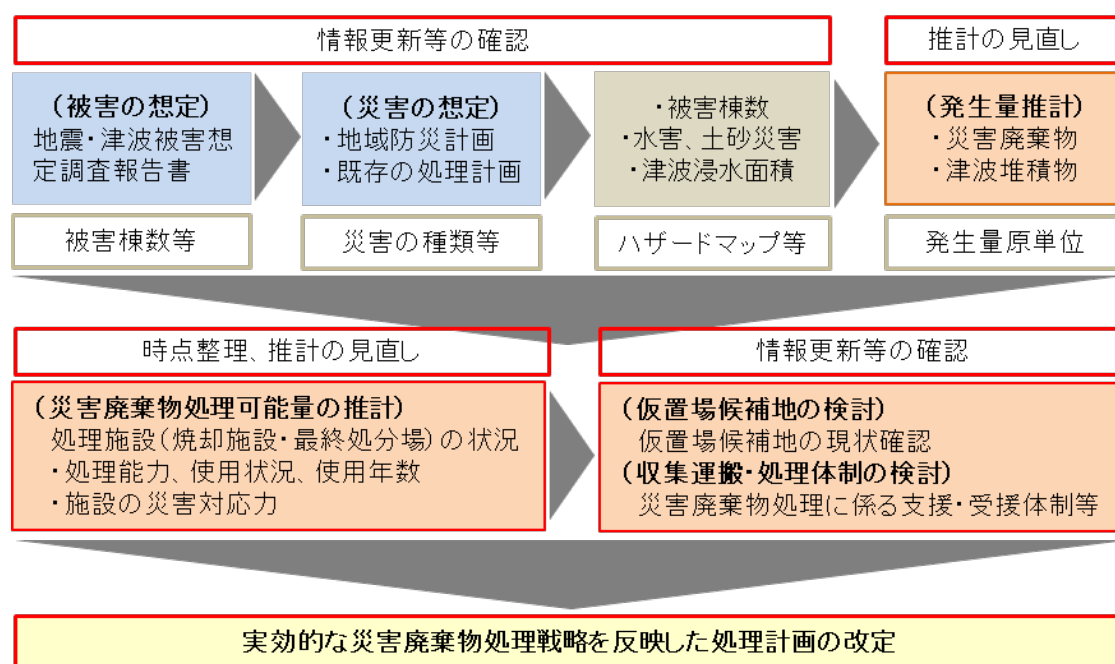 情報更新等の確認
推計の見直し
(被害の想定)
地震・津波被害想
定調査報告書
(災害の想定)
・地域防災計画
・既存の処理計画
・被害棟数
・水害、土砂災害
・津波浸水面積
(発生量推計)
・災害廃棄物
・津波堆積物
被害棟数等
災害の種類等
ハザードマップ等
発生量原単位
時点整理、推計の見直し
情報更新等の確認
(災害廃棄物処理可能量の推計)
処理施設(焼却施設・最終処分場)の状況
・処理能力、使用状況、使用年数
・施設の災害対応力
(仮置場候補地の検討)
仮置場候補地の現状確認
(収集運搬・処理体制の検討)
災害廃棄物処理に係る支援・受援体制等
実効的な災害廃棄物処理戦略を反映した処理計画の改定